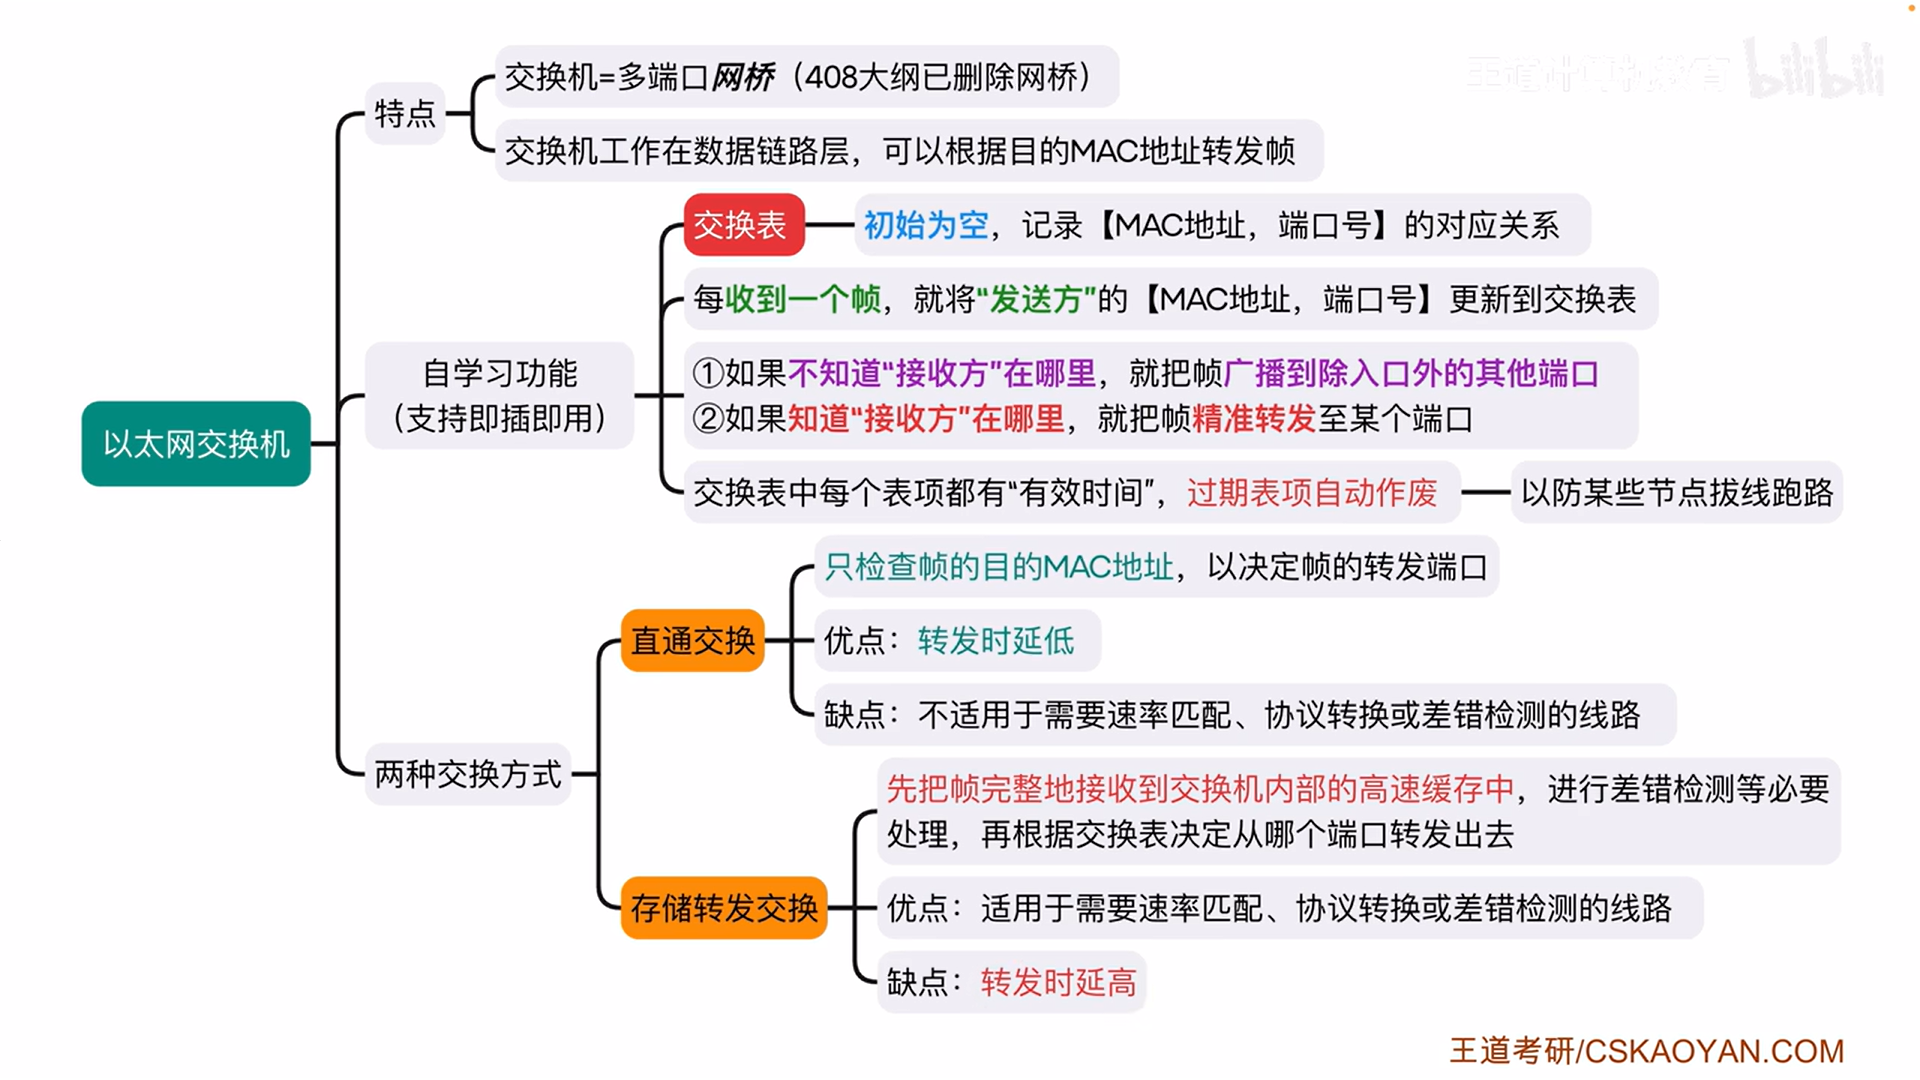 王道计算机教育 bilibili
交换机=多端口网桥（408大纲已删除网桥）
特点
交换机工作在数据链路层，可以根据目的MAC地址转发帧
交换表
初始为空，记录【MAC地址，端口号】的对应关系
每收到一个帧，就将“发送方”的【MAC地址，端口号】更新到交换表
自学习功能
（支持即插即用）
①如果不知道“接收方”在哪里，就把帧广播到除入口外的其他端口
②如果知道“接收方”在哪里，就把帧精准转发至某个端口
以太网交换机
交换表中每个表项都有“有效时间”，过期表项自动作废
以防某些节点拔线跑路
只检查帧的目的MAC地址，以决定帧的转发端口
直通交换
优点：转发时延低
缺点：不适用于需要速率匹配、协议转换或差错检测的线路
两种交换方式
先把帧完整地接收到交换机内部的高速缓存中，进行差错检测等必要
处理，再根据交换表决定从哪个端口转发出去
存储转发交换
优点：适用于需要速率匹配、协议转换或差错检测的线路
缺点：转发时延高
王道考研/CSKAOYAN.COM